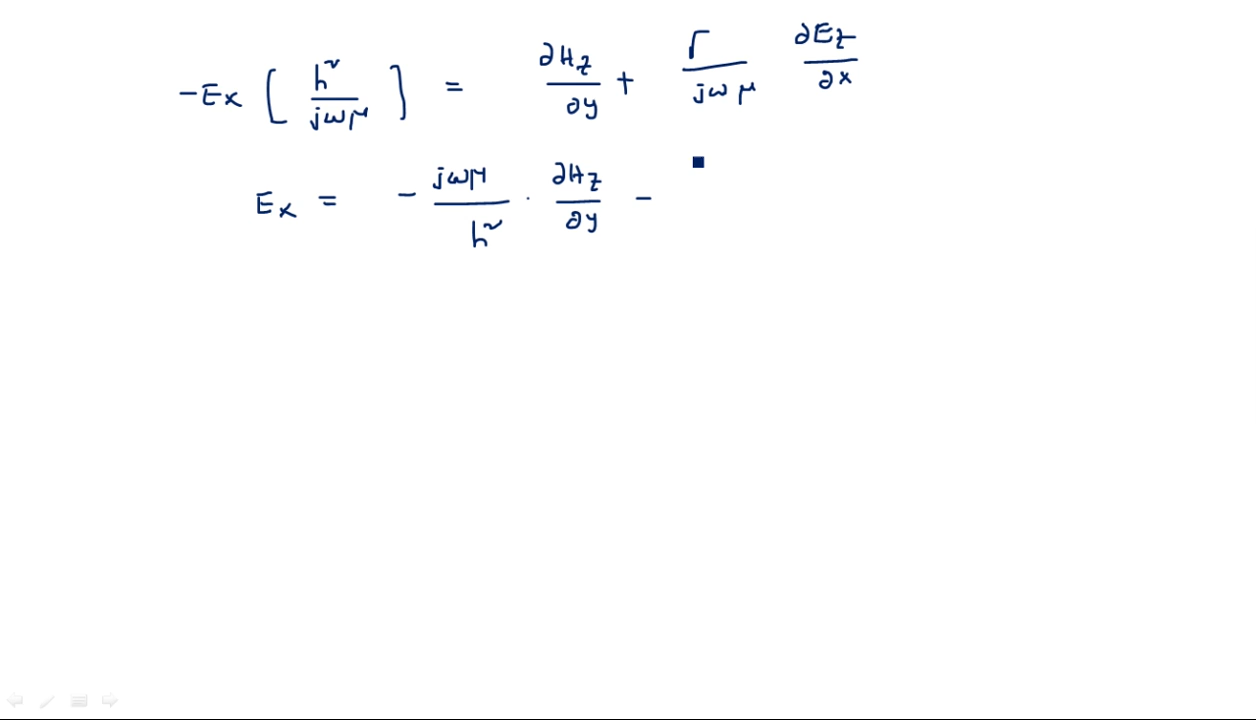 -Ex [ h² / jωμ ] = ∂Hz / ∂y + Γ / jωμ ∂Ez / ∂x
Ex = - jωμ / h² · ∂Hz / ∂y -